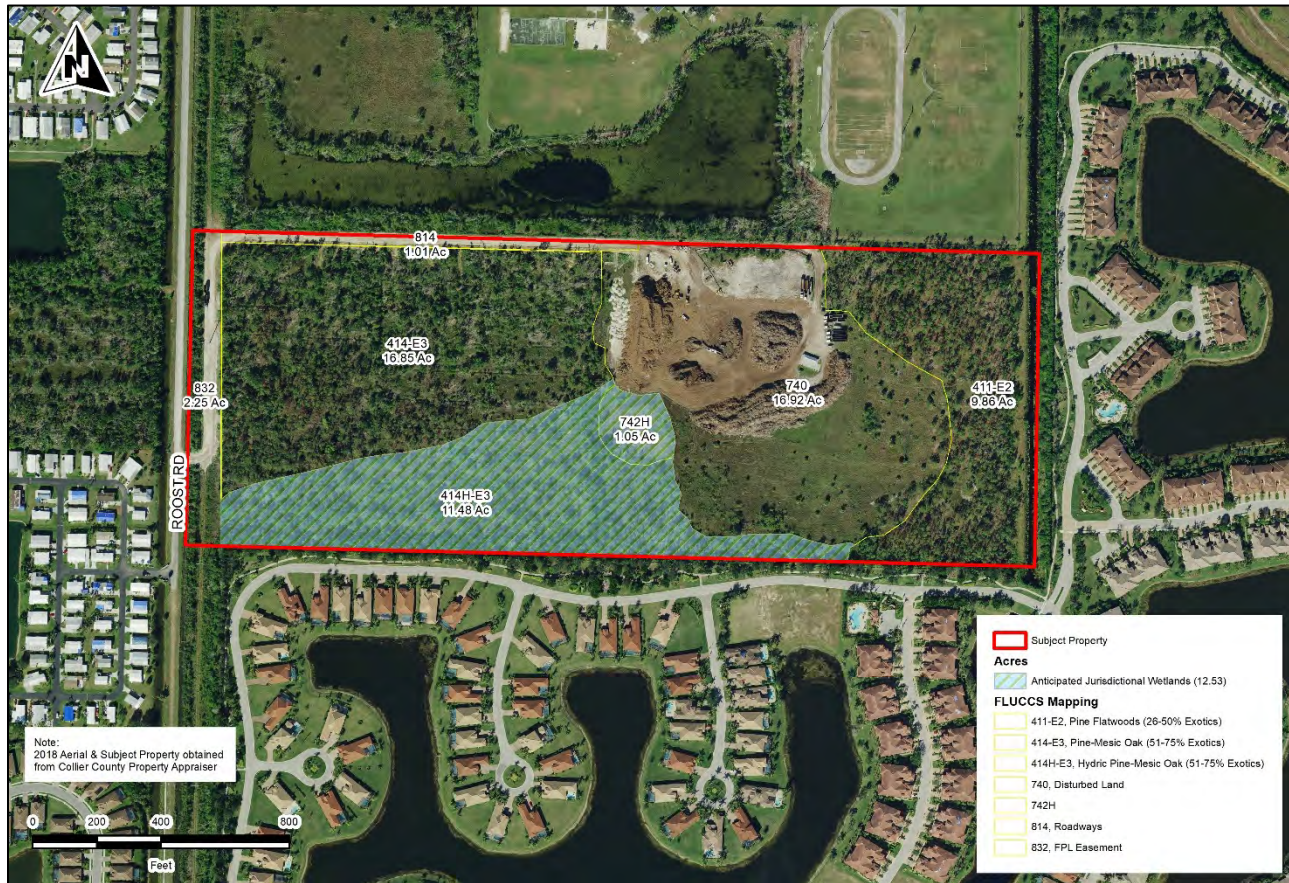 N
814
1.01 Ac
414-E3
16.85 Ac
832
2.25 Ac
740
16.92 Ac
411-E2
9.86 Ac
742H
1.05 Ac
414H-E3
11.48 Ac
ROOST RD
Subject Property
Acres
Anticipated Jurisdictional Wetlands (12.53)
FLUCCS Mapping
411-E2, Pine Flatwoods (26-50% Exotics)
414-E3, Pine-Mesic Oak (51-75% Exotics)
414H-E3, Hydric Pine-Mesic Oak (51-75% Exotics)
740, Disturbed Land
742H
814, Roadways
832, FPL Easement
Note:
2018 Aerial & Subject Property obtained
from Collier County Property Appraiser
0 200 400 800
Feet